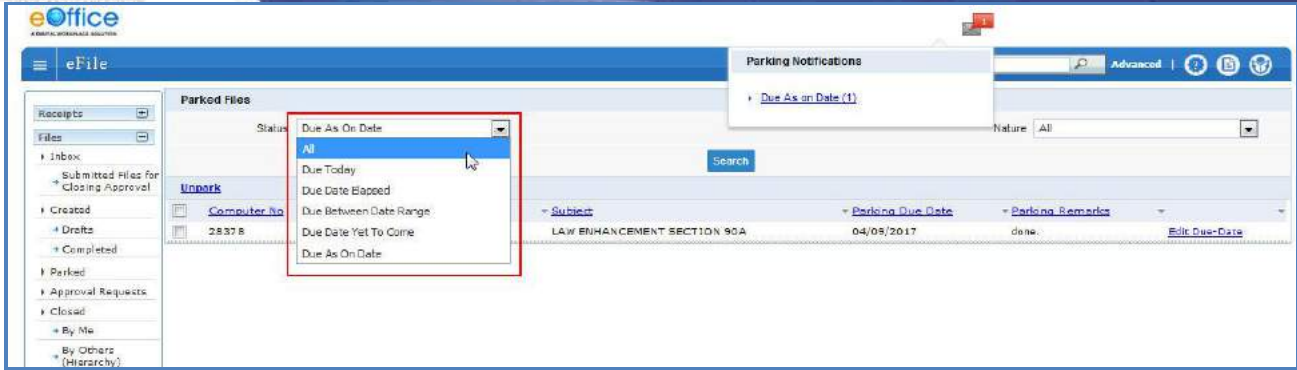 eOffice
A DIGITAL WORKPLACE SOLUTION
1
eFile
Parking Notifications
Advanced |
Due As on Date (1)
Receipts
Files
Inbox
Submitted Files for
Closing Approval
Created
Drafts
Completed
Parked
Approval Requests
Closed
By Me
By Others
(Hierarchy)
Parked Files
Status Due As On Date
Nature All
All
Due Today
Due Date Elapsed
Due Between Date Range
Due Date Yet To Come
Due As On Date
Search
Unpark
Computer No Subject Parking Due Date Parking Remarks
28378 LAW ENHANCEMENT SECTION 90A 04/09/2017 done. Edit Due-Date